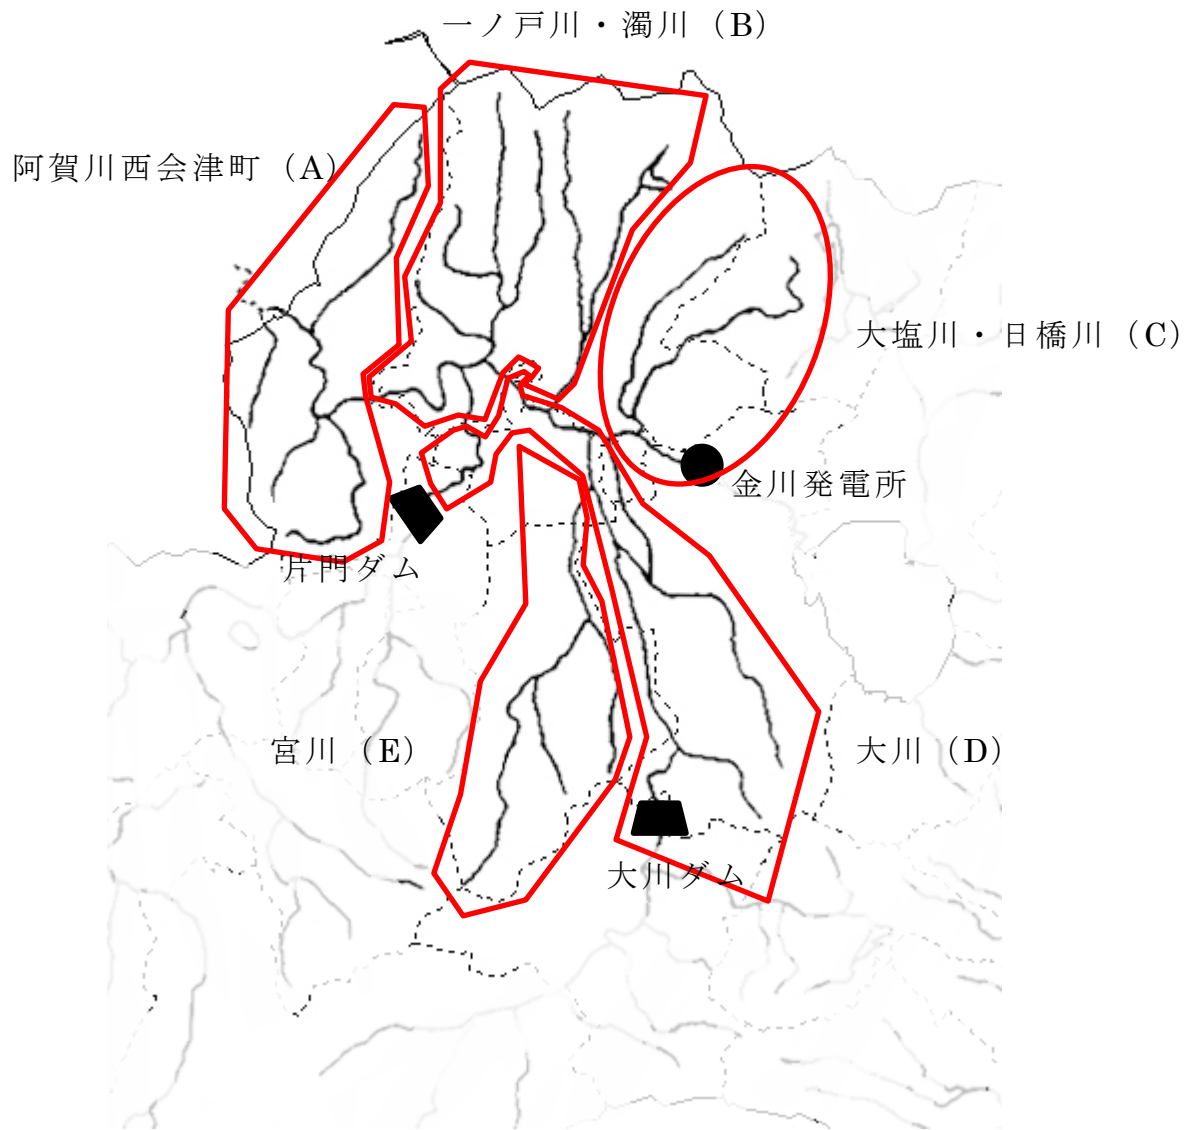 一ノ戸川・濁川（B）
阿賀川西会津町（A）
大塩川・日橋川（C）
金川発電所
片門ダム
宮川（E）
大川（D）
大川ダム